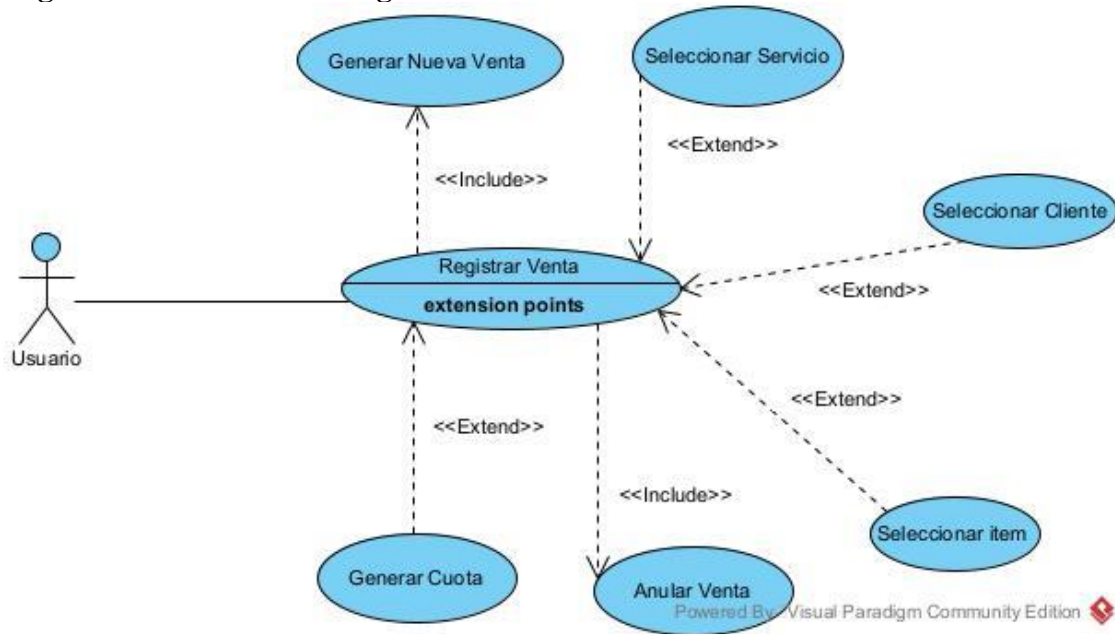 Generar Nueva Venta
Seleccionar Servicio
<<Extend>>
<<Include>>
Seleccionar Cliente
Registrar Venta
<<Extend>>
extension points
Usuario
<<Extend>>
<<Extend>>
<<Include>>
Seleccionar item
Generar Cuota
Anular Venta
Powered By Visual Paradigm Community Edition